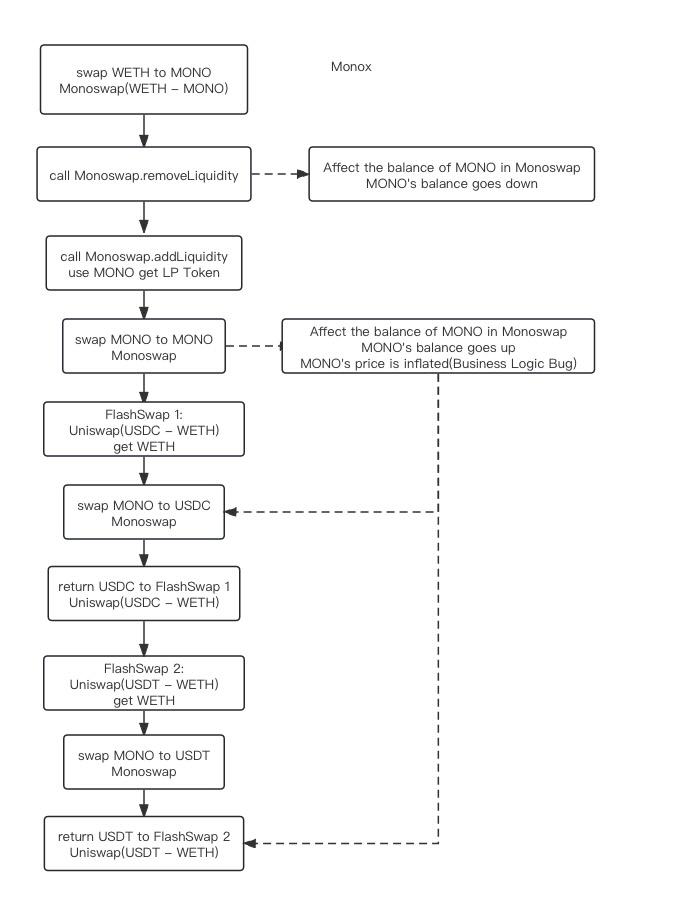 swap WETH to MONO
Monoswap(WETH – MONO)
Monox
call Monoswap.removeLiquidity
Affect the balance of MONO in Monoswap
MONO's balance goes down
call Monoswap.addLiquidity
use MONO get LP Token
swap MONO to MONO
Monoswap
Affect the balance of MONO in Monoswap
MONO's balance goes up
MONO's price is inflated(Business Logic Bug)
FlashSwap 1:
Uniswap(USDC – WETH)
get WETH
swap MONO to USDC
Monoswap
return USDC to FlashSwap 1
Uniswap(USDC – WETH)
FlashSwap 2:
Uniswap(USDT – WETH)
get WETH
swap MONO to USDT
Monoswap
return USDT to FlashSwap 2
Uniswap(USDT – WETH)